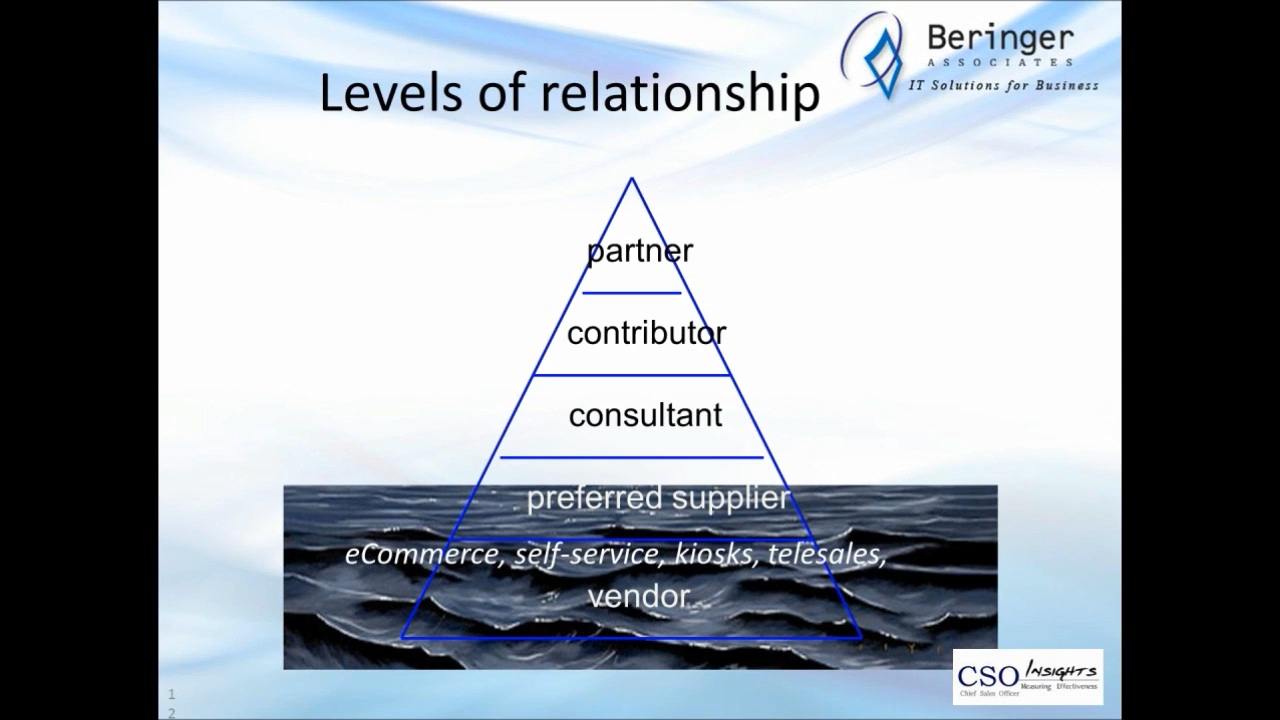 Beringer
ASSOCIATES
IT Solutions for Business
Levels of relationship
partner
contributor
consultant
preferred supplier
eCommerce, self-service, kiosks, telesales,
vendor
CSO Insights
Chief Sales Officer Measuring Effectiveness
1
2